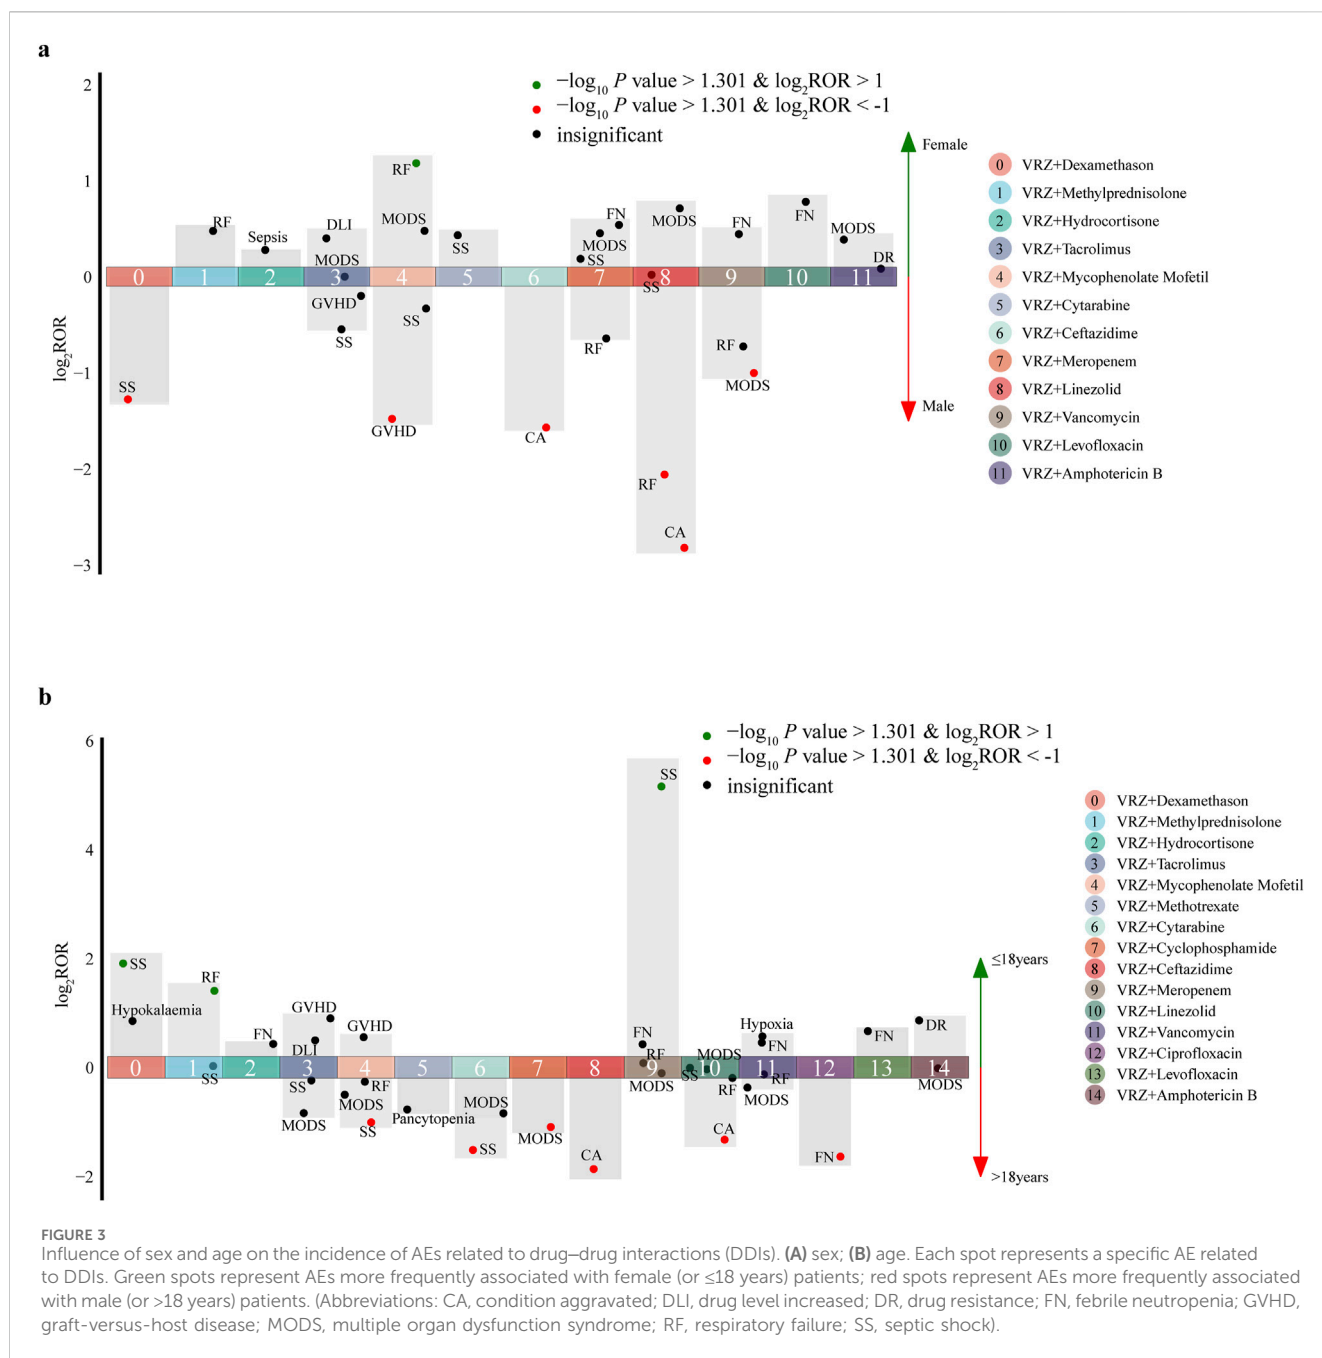 a
−log10 P value > 1.301 & log2ROR > 1
−log10 P value > 1.301 & log2ROR < -1
insignificant
2
1
0
−1
−2
−3
log2ROR
Female
Male
SS
RF
Sepsis
DLI
MODS
GVHD
SS
RF
MODS
SS
GVHD
SS
CA
FN
MODS
SS
RF
MODS
SS
RF
CA
FN
RF
MODS
FN
MODS
DR
0 1 2 3 4 5 6 7 8 9 10 11
0 VRZ+Dexamethason
1 VRZ+Methylprednisolone
2 VRZ+Hydrocortisone
3 VRZ+Tacrolimus
4 VRZ+Mycophenolate Mofetil
5 VRZ+Cytarabine
6 VRZ+Ceftazidime
7 VRZ+Meropenem
8 VRZ+Linezolid
9 VRZ+Vancomycin
10 VRZ+Levofloxacin
11 VRZ+Amphotericin B
b
−log10 P value > 1.301 & log2ROR > 1
−log10 P value > 1.301 & log2ROR < -1
insignificant
6
4
2
0
−2
log2ROR
≤18years
>18years
SS
Hypokalaemia
RF
SS
FN
GVHD
DLI
SS
MODS
GVHD
RF
MODS
SS
Pancytopenia
MODS
SS
MODS
CA
SS
FN
RF
MODS
MODS
SS
RF
CA
Hypoxia
FN
RF
MODS
FN
FN
DR
MODS
0 1 2 3 4 5 6 7 8 9 10 11 12 13 14
0 VRZ+Dexamethason
1 VRZ+Methylprednisolone
2 VRZ+Hydrocortisone
3 VRZ+Tacrolimus
4 VRZ+Mycophenolate Mofetil
5 VRZ+Methotrexate
6 VRZ+Cytarabine
7 VRZ+Cyclophosphamide
8 VRZ+Ceftazidime
9 VRZ+Meropenem
10 VRZ+Linezolid
11 VRZ+Vancomycin
12 VRZ+Ciprofloxacin
13 VRZ+Levofloxacin
14 VRZ+Amphotericin B
FIGURE 3
Influence of sex and age on the incidence of AEs related to drug–drug interactions (DDIs). (A) sex; (B) age. Each spot represents a specific AE related
to DDIs. Green spots represent AEs more frequently associated with female (or ≤18 years) patients; red spots represent AEs more frequently associated
with male (or >18 years) patients. (Abbreviations: CA, condition aggravated; DLI, drug level increased; DR, drug resistance; FN, febrile neutropenia; GVHD,
graft-versus-host disease; MODS, multiple organ dysfunction syndrome; RF, respiratory failure; SS, septic shock).